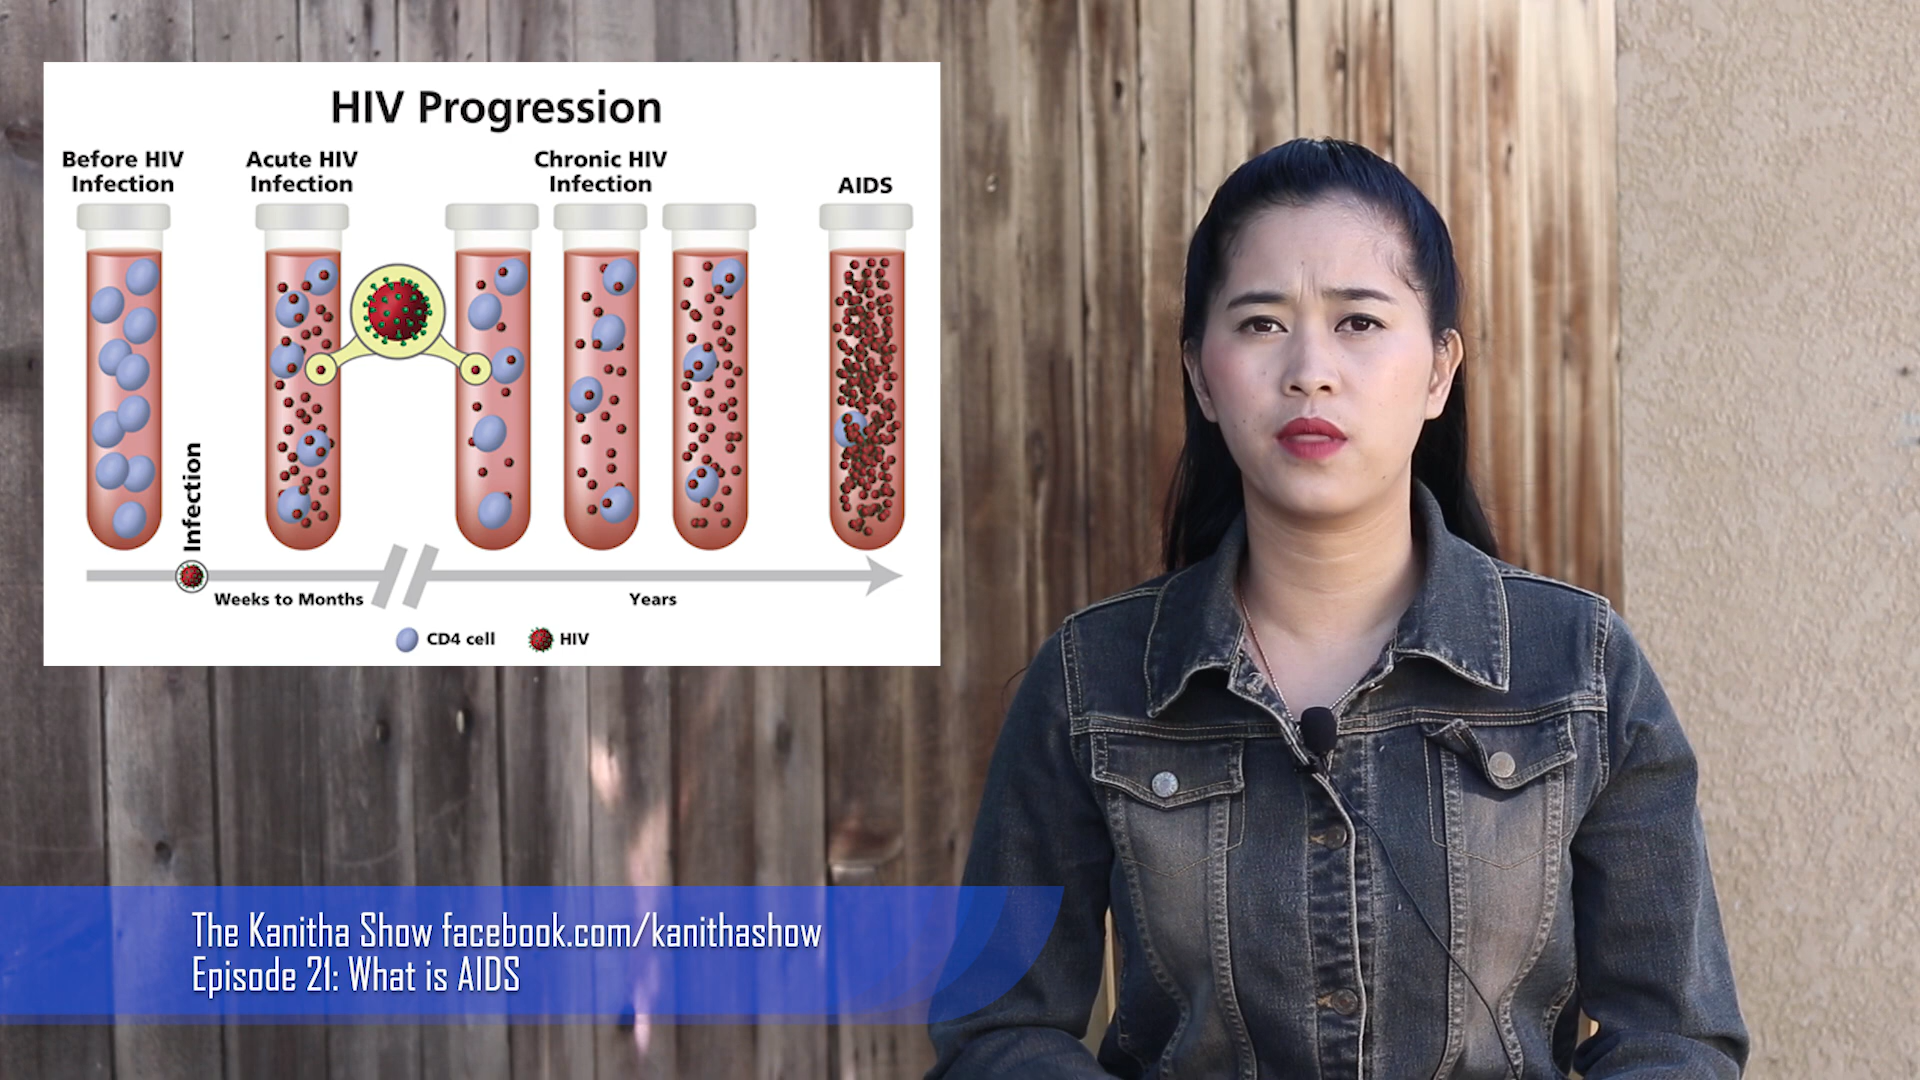 HIV Progression
Before HIV
Infection
Acute HIV
Infection
Chronic HIV
Infection
AIDS
Infection
Weeks to Months
Years
CD4 cell
HIV
The Kanitha Show facebook.com/kanithashow
Episode 21: What is AIDS